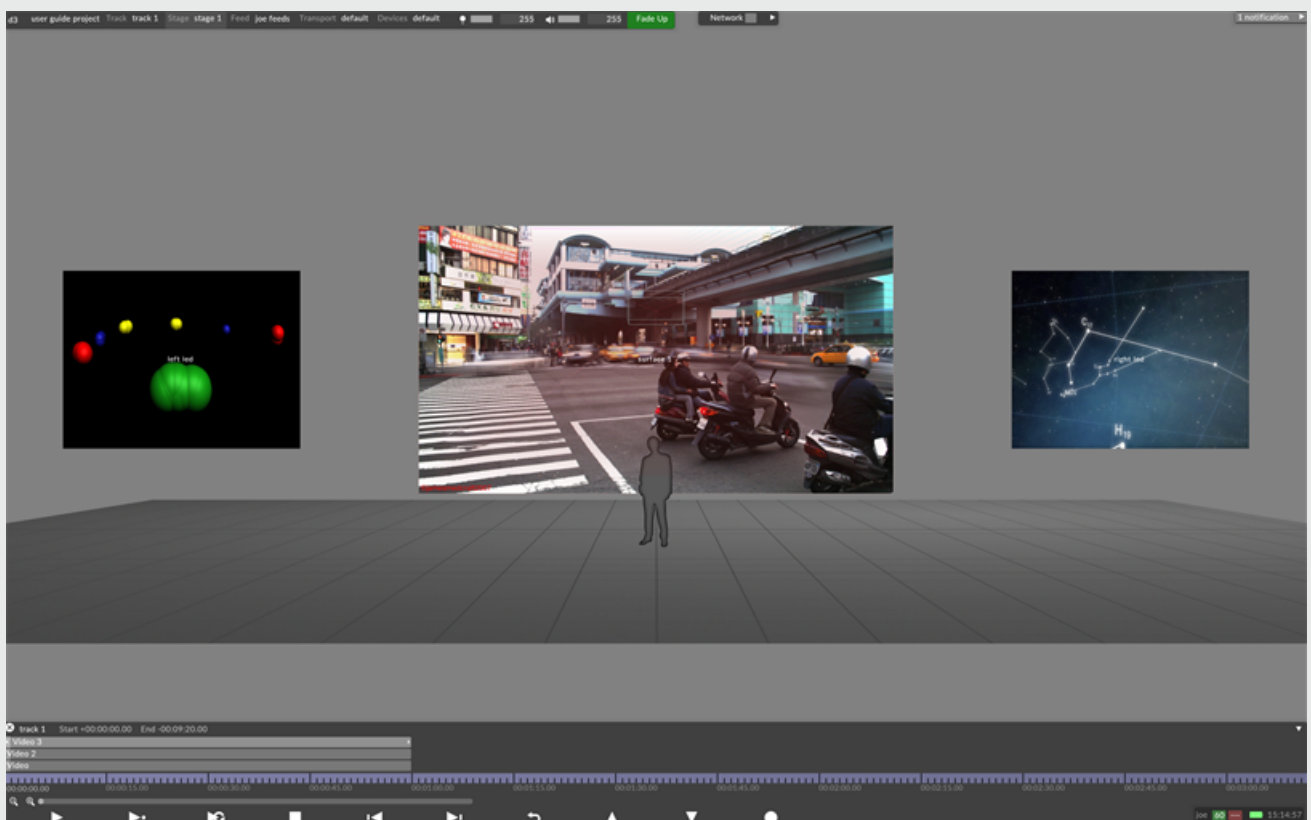 d3 user guide project Track track 1 Stage stage 1 Feed joe feeds Transport default Devices default 255 255 Fade Up Network 1 notification
left led
surface 1
right led
H19
track 1 Start +00:00:00.00 End -00:09:20.00
Video 3
Video 2
Video
00:00:00.00 00:00:15.00 00:00:30.00 00:00:45.00 00:01:00.00 00:01:15.00 00:01:30.00 00:01:45.00 00:02:00.00 00:02:15.00 00:02:30.00 00:02:45.00 00:03:00.00
joe 60 15:14:57